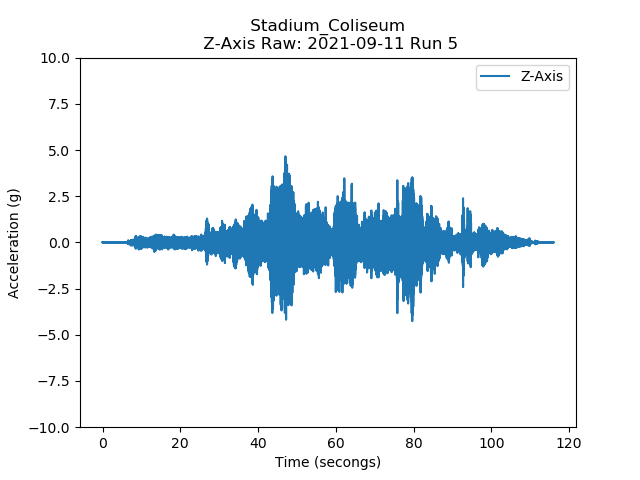 Stadium_Coliseum
Z-Axis Raw: 2021-09-11 Run 5
Z-Axis
10.0
7.5
5.0
2.5
0.0
−2.5
−5.0
−7.5
−10.0
Acceleration (g)
0 20 40 60 80 100 120
Time (secongs)